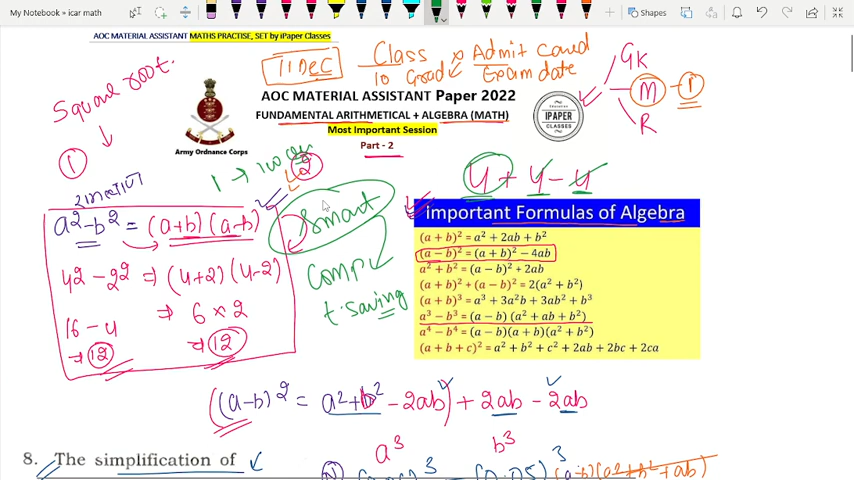 My Notebook » icar math
Shapes
AOC MATERIAL ASSISTANT MATHS PRACTISE, SET by iPaper Classes
11 Dec
Class
10 Grad
Admit Card
Exam date
GK
M - 1
R
Square root.
1
AOC MATERIAL ASSISTANT Paper 2022
FUNDAMENTAL ARITHMETICAL + ALGEBRA (MATH)
Most Important Session
Part - 2
Army Ordnance Corps
IPAPER
CLASSES
2
4 + 4 - 4
a² - b² = (a+b) (a-b)
4² - 2² ⇒ (4+2) (4-2)
16 - 4 ⇒ 6 × 2
⇒ 12 ⇒ 12
Smart
t. saving
Important Formulas of Algebra
(a + b)² = a² + 2ab + b²
(a − b)² = (a + b)² − 4ab
a² + b² = (a − b)² + 2ab
(a + b)² + (a − b)² = 2(a² + b²)
(a + b)³ = a³ + 3a²b + 3ab² + b³
a³ − b³ = (a − b) (a² + ab + b²)
a⁴ − b⁴ = (a − b)(a + b)(a² + b²)
(a + b + c)² = a² + b² + c² + 2ab + 2bc + 2ca
(a-b)² = a² + b² - 2ab) + 2ab - 2ab
a³ b³
8. The simplification of
(a-b)(a²+b²+ab)